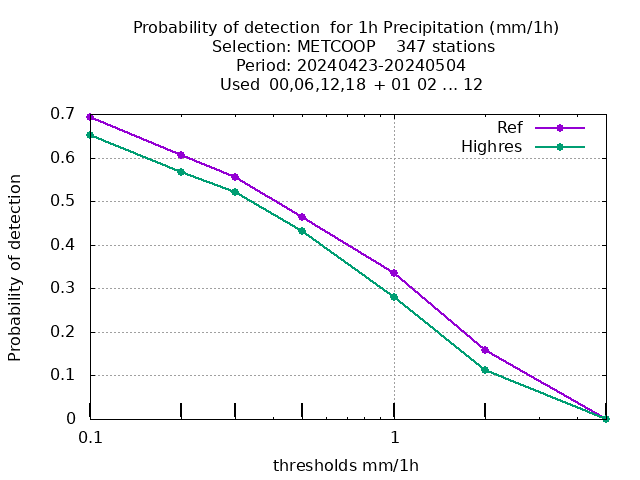 Probability of detection  for 1h Precipitation (mm/1h)
Selection: METCOOP    347 stations
Period: 20240423-20240504
Used  00,06,12,18  + 01 02 ... 12
Ref
Highres
0.7
0.6
0.5
0.4
0.3
0.2
0.1
0
Probability of detection
0.1
1
thresholds mm/1h